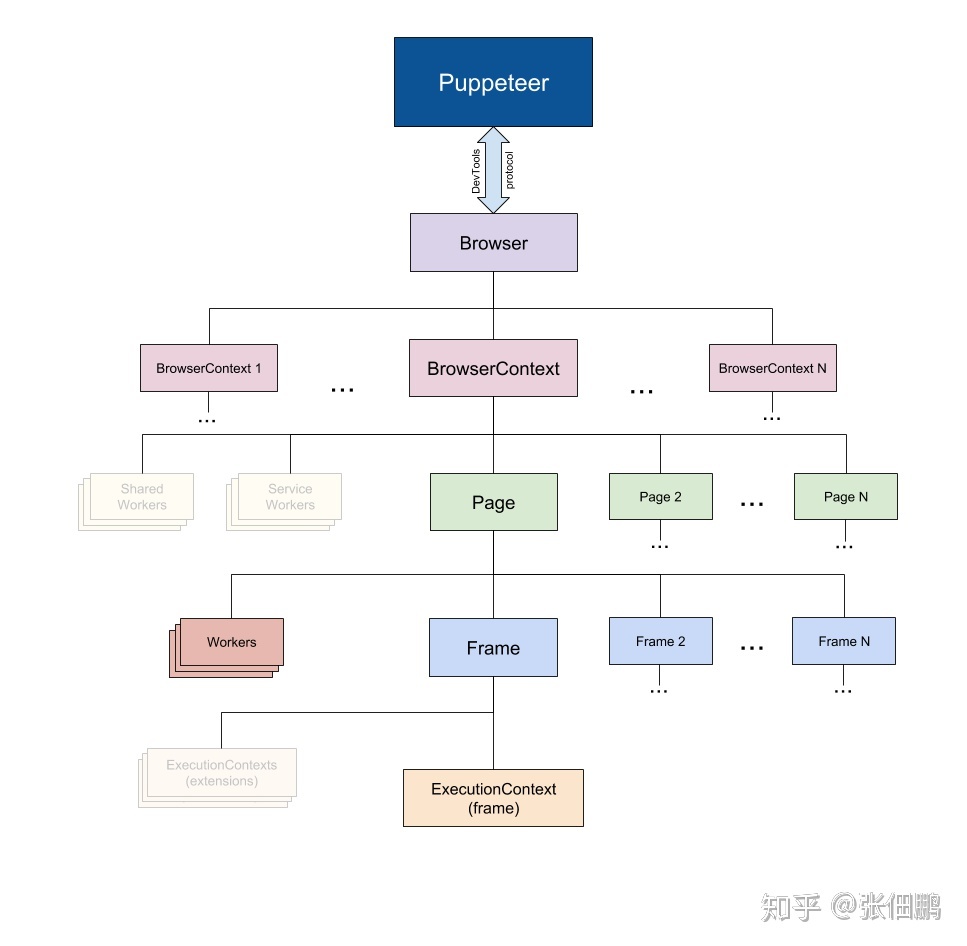 Puppeteer
DevTools
protocol
Browser
BrowserContext 1
...
BrowserContext
...
BrowserContext N
...
...
Shared
Workers
Service
Workers
Page
Page 2
...
Page N
...
...
Workers
Frame
Frame 2
...
Frame N
...
...
ExecutionContexts
(extensions)
ExecutionContext
(frame)
知乎 @张佃鹏